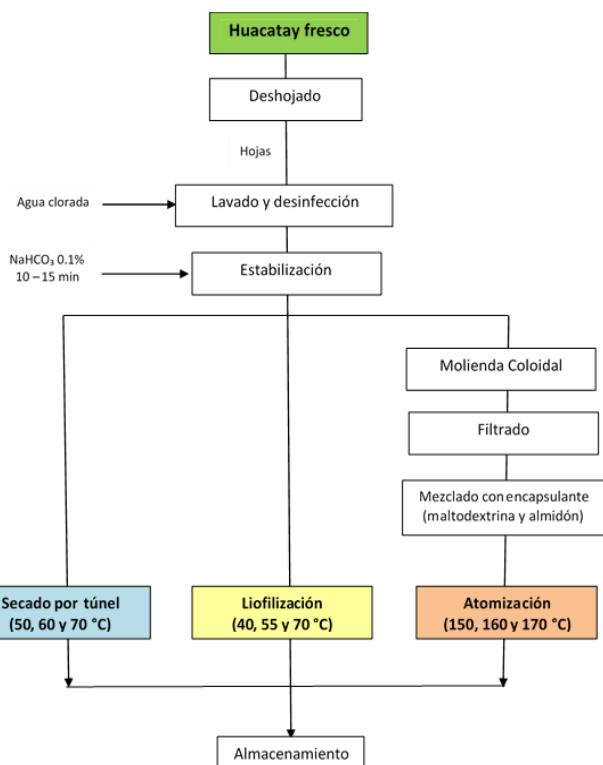 Huacatay fresco
Deshojado
Hojas
Agua clorada
Lavado y desinfección
NaHCO₃ 0.1%
10 – 15 min
Estabilización
Molienda Coloidal
Filtrado
Mezclado con encapsulante
(maltodextrina y almidón)
Secado por túnel
(50, 60 y 70 °C)
Liofilización
(40, 55 y 70 °C)
Atomización
(150, 160 y 170 °C)
Almacenamiento